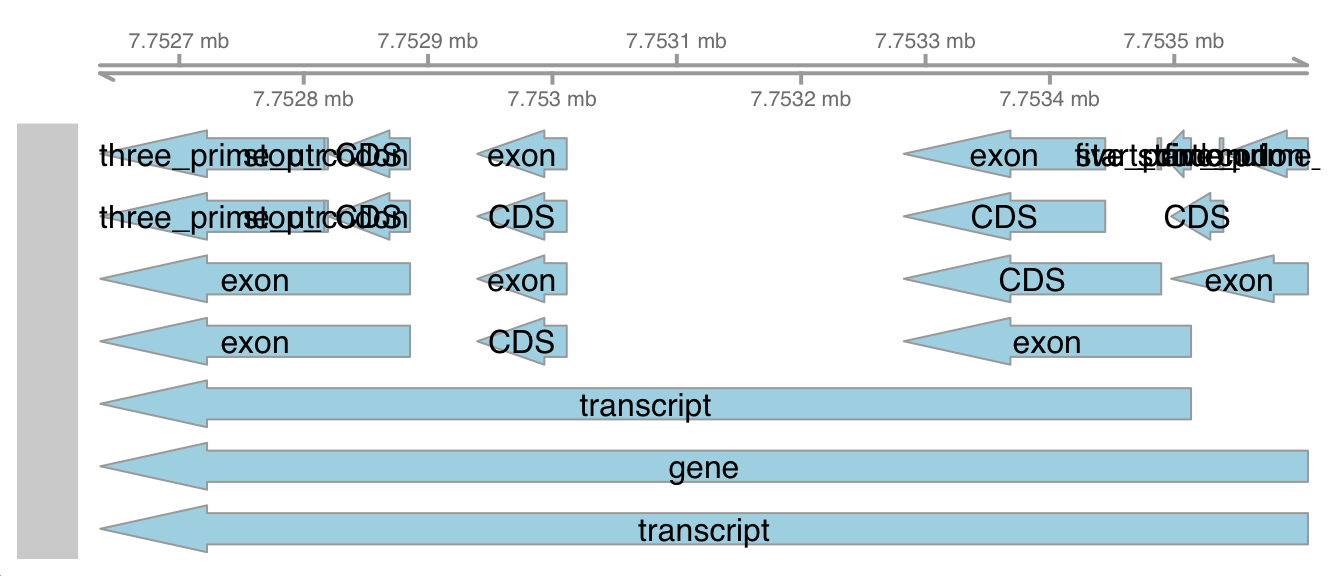 7.7527 mb 7.7529 mb 7.7531 mb 7.7533 mb 7.7535 mb
7.7528 mb 7.753 mb 7.7532 mb 7.7534 mb
three_prime_utr stop_codon CDS exon exon
three_prime_utr stop_codon CDS CDS CDS CDS
exon exon CDS exon
exon CDS exon
transcript
gene
transcript